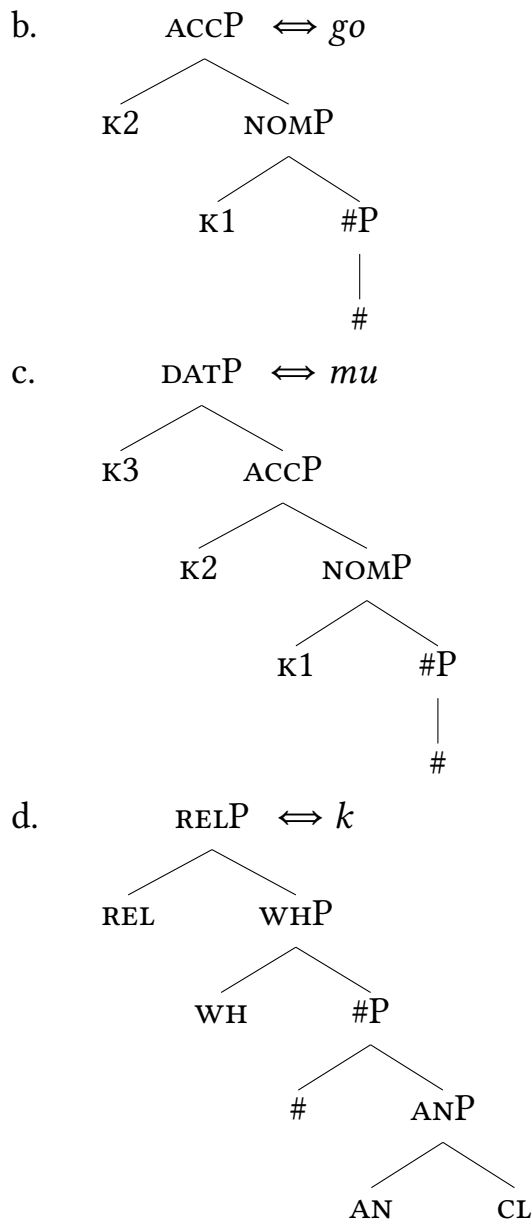 b. ACCP ⇔ go
K2 NOMP
K1 #P
#
c. DATP ⇔ mu
K3 ACCP
K2 NOMP
K1 #P
#
d. RELP ⇔ k
REL WHP
WH #P
# ANP
AN CL